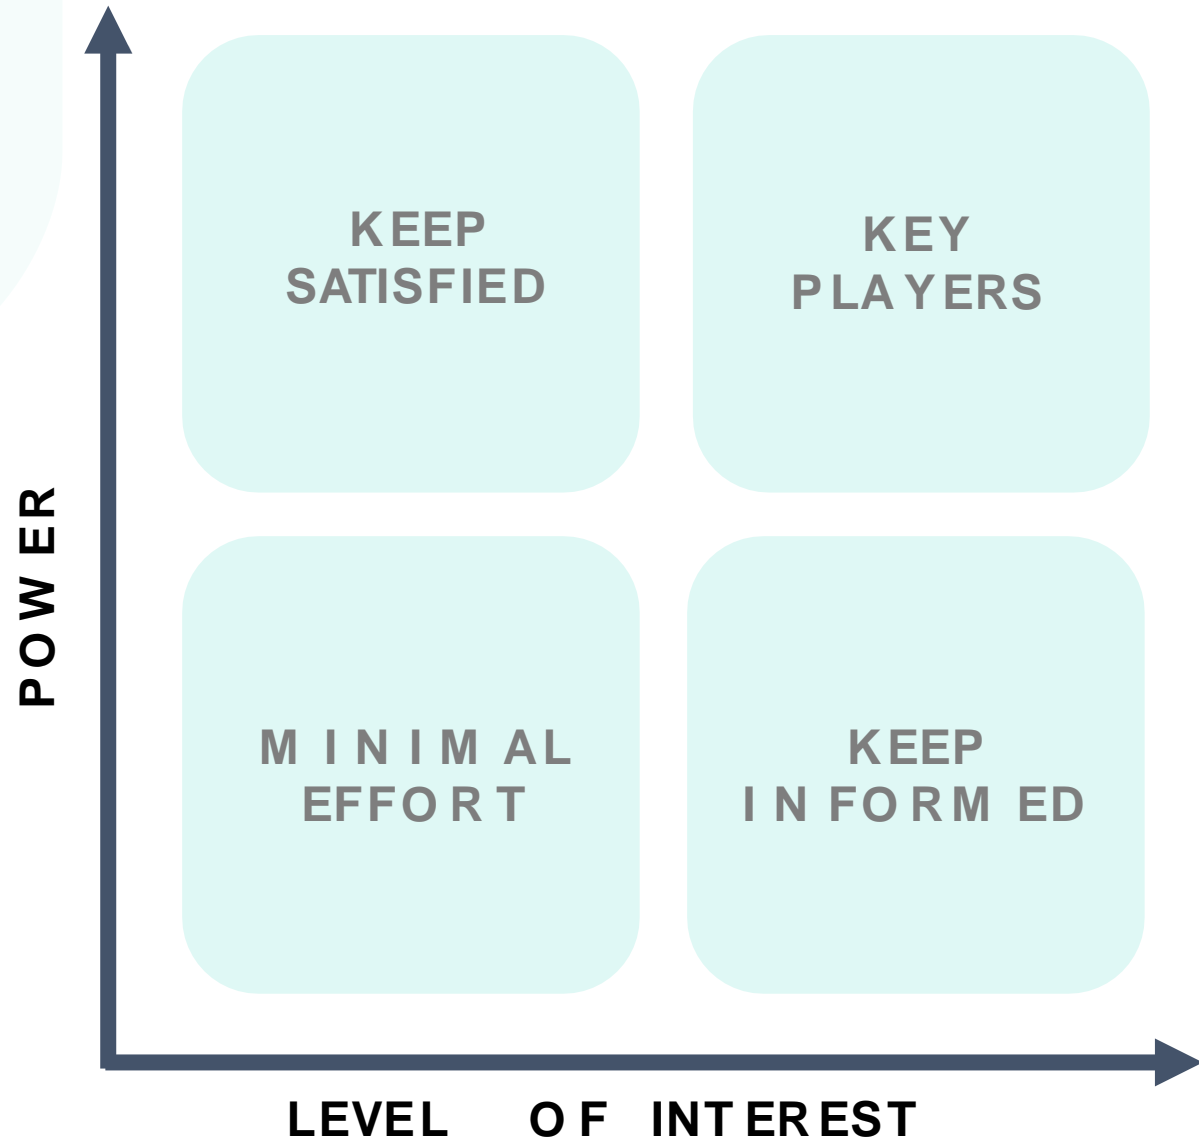 KEEP
SATISFIED
KEY
PLAYERS
POWER
MINIMAL
EFFORT
KEEP
INFORMED
LEVEL OF INTEREST